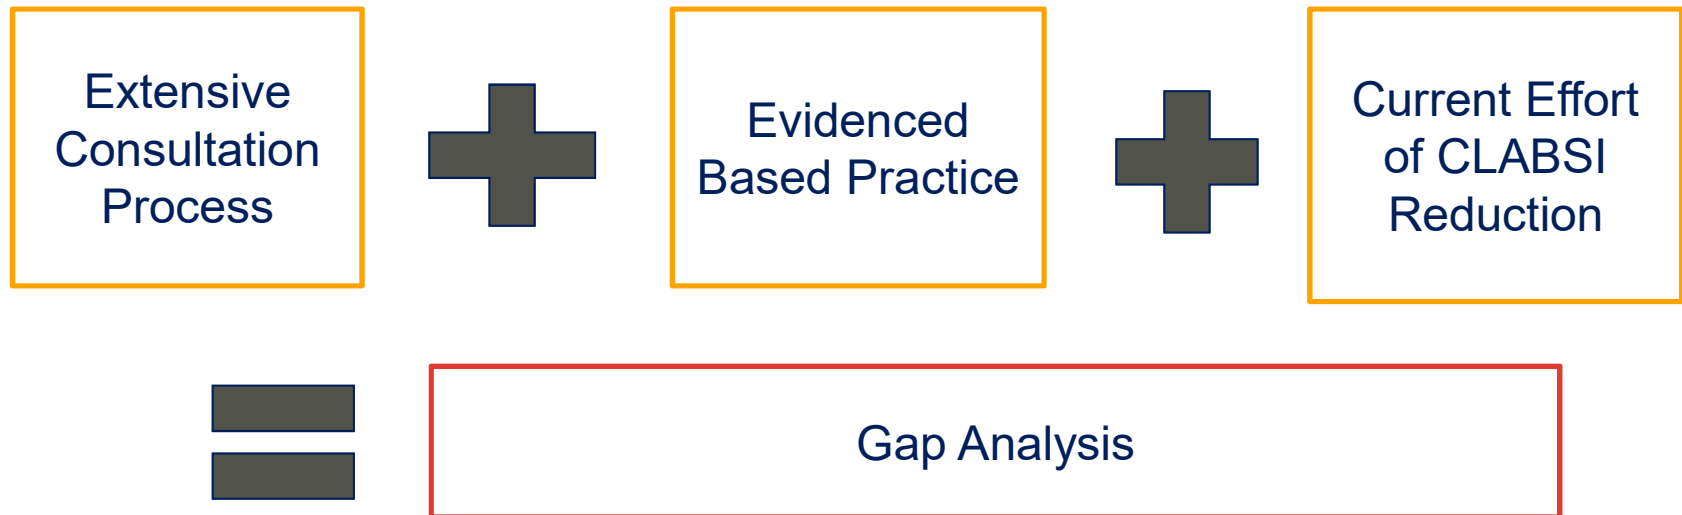 Extensive
Consultation
Process
Evidenced
Based Practice
Current Effort
of CLABSI
Reduction
Gap Analysis